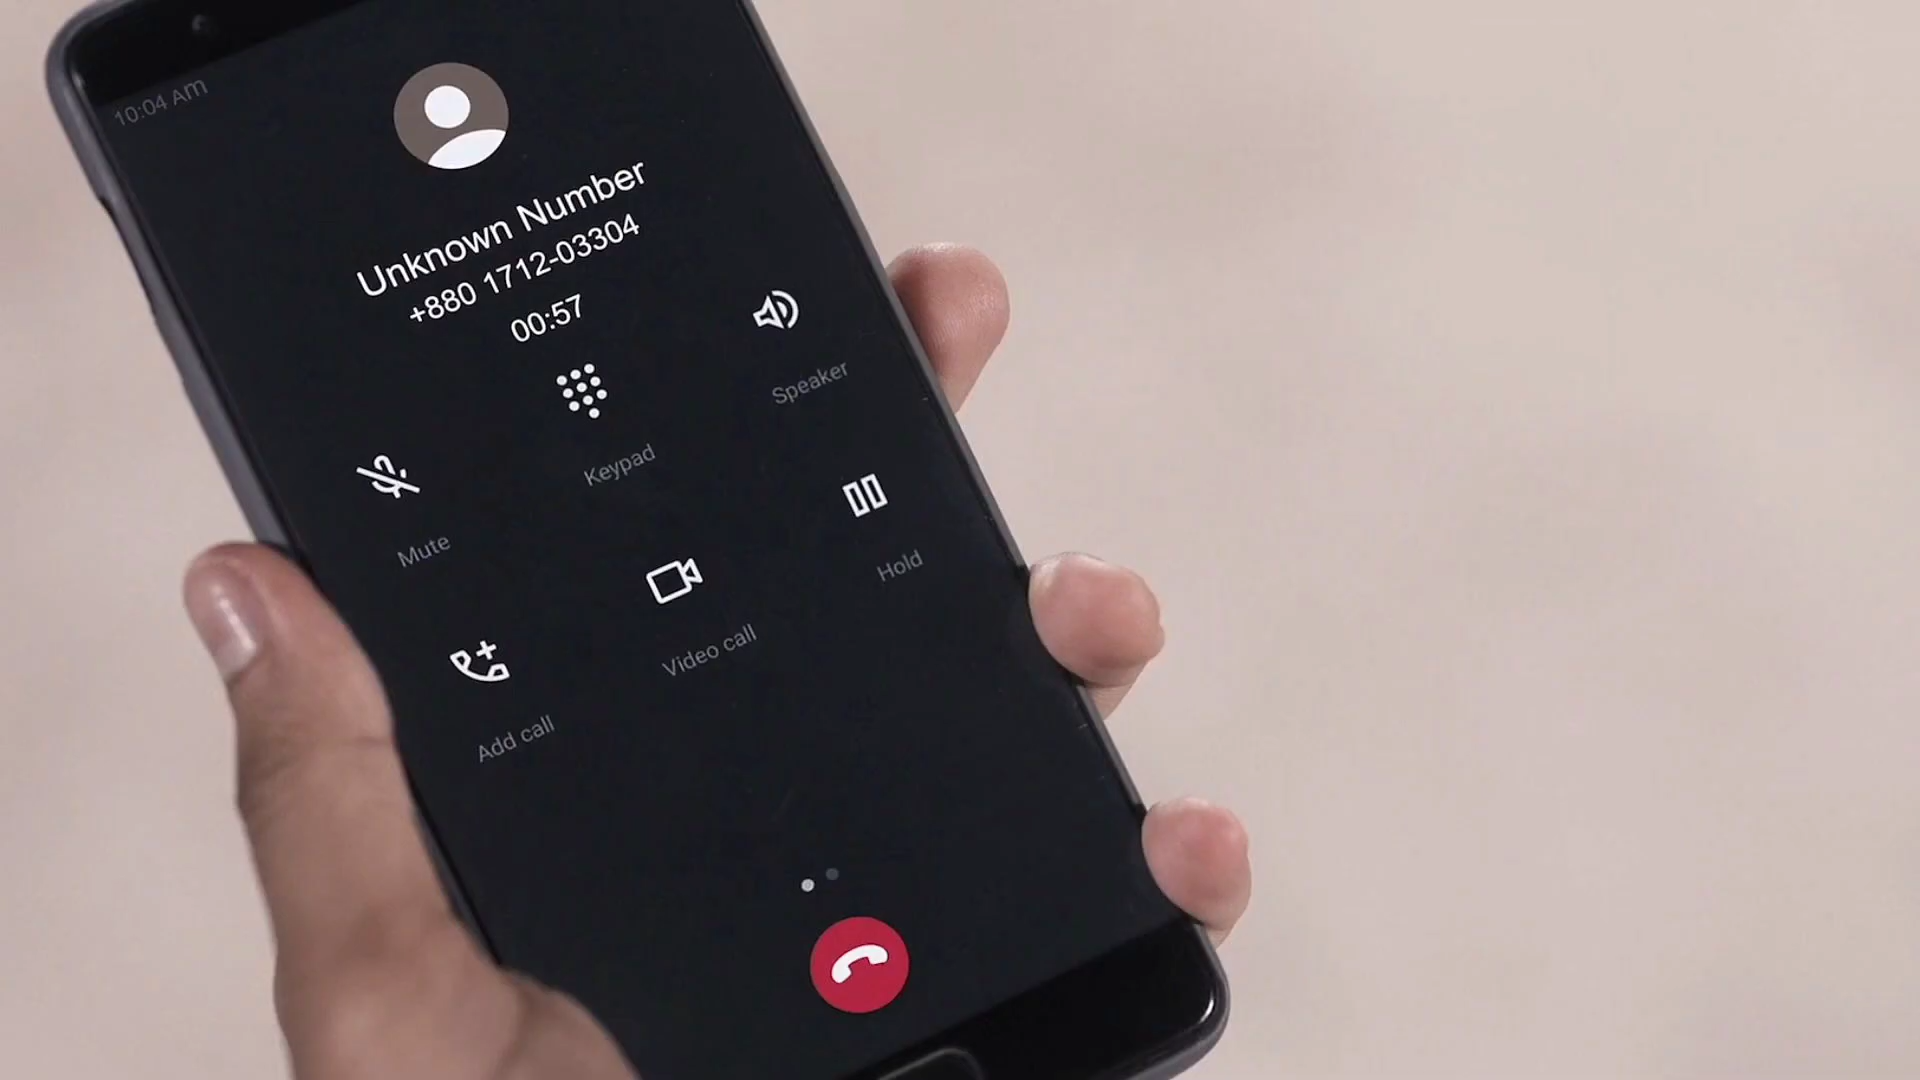 10:04 Am
Unknown Number
+880 1712-03304
00:57
Speaker
Keypad
Mute
Hold
Video call
Add call